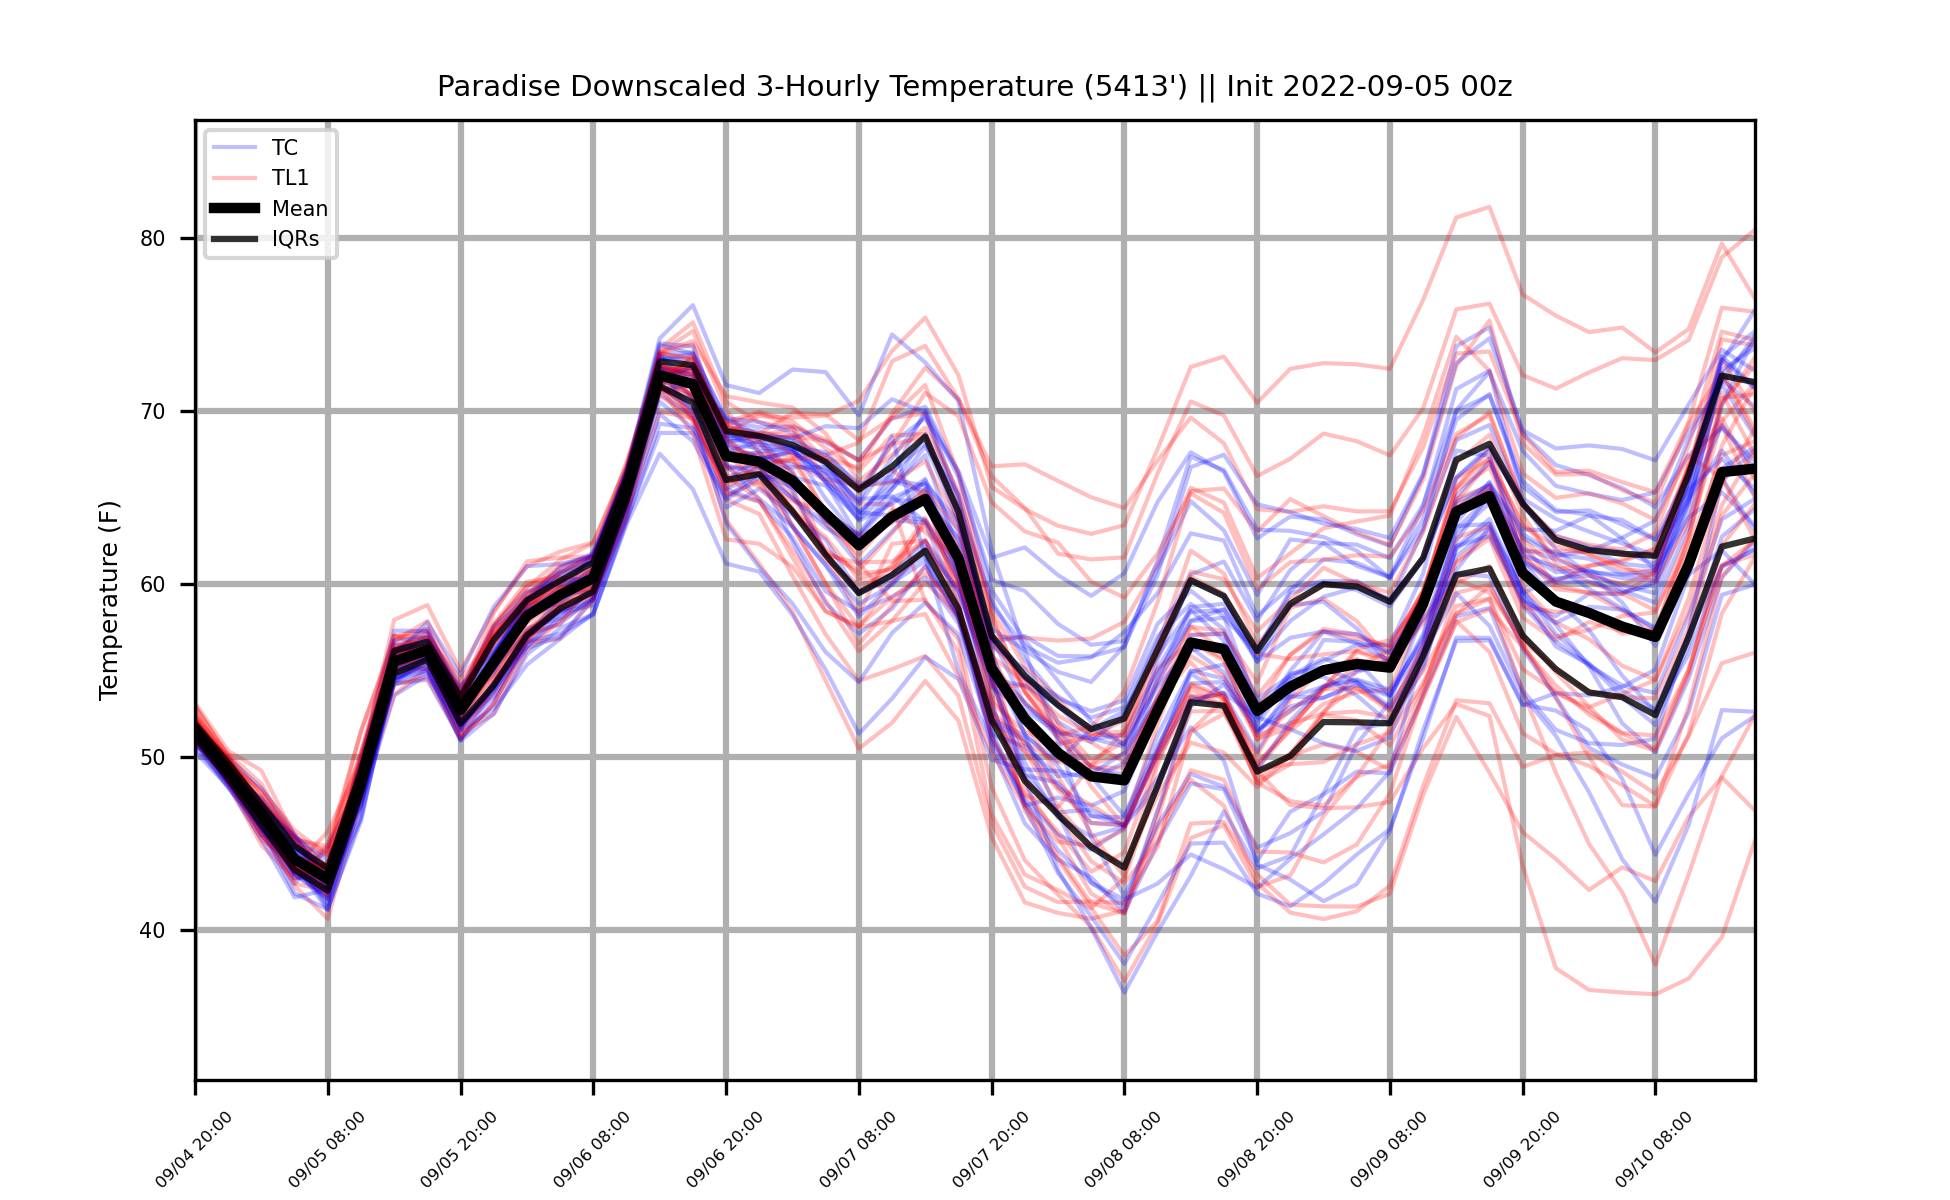 Paradise Downscaled 3-Hourly Temperature (5413') || Init 2022-09-05 00z
TC
TL1
Mean
IQRs
Temperature (F)
80
70
60
50
40
09/04 20:00
09/05 08:00
09/05 20:00
09/06 08:00
09/06 20:00
09/07 08:00
09/07 20:00
09/08 08:00
09/08 20:00
09/09 08:00
09/09 20:00
09/10 08:00